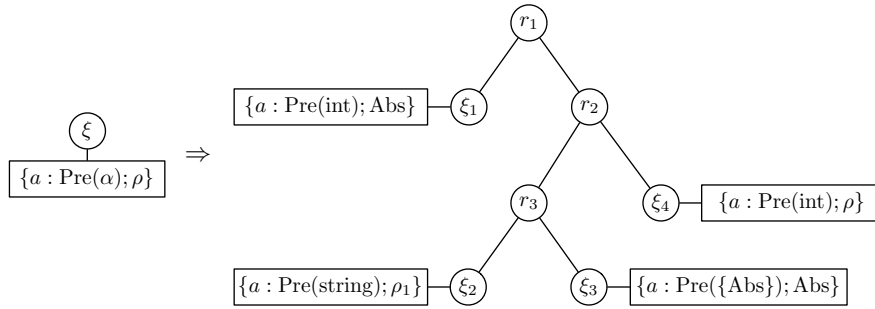 r₁
{a : Pre(int); Abs} ξ₁ r₂
ξ
{a : Pre(α); ρ} ⇒
r₃ ξ₄ {a : Pre(int); ρ}
{a : Pre(string); ρ₁} ξ₂ ξ₃ {a : Pre({Abs}); Abs}